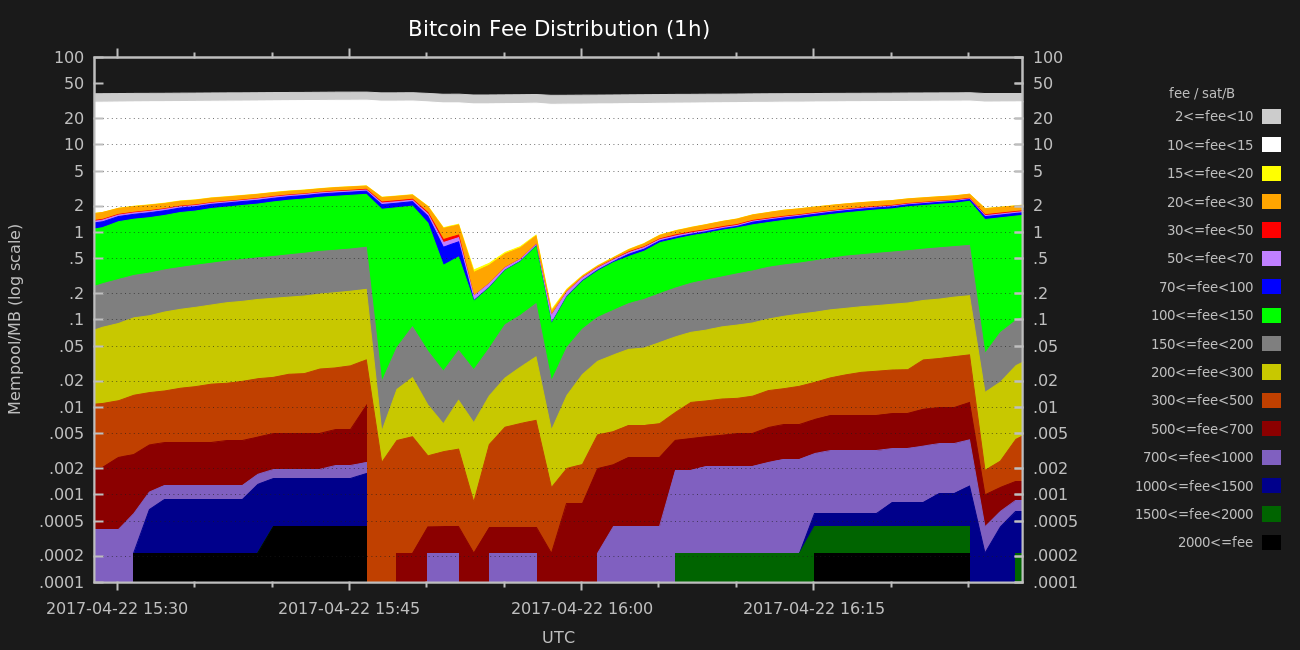 Bitcoin Fee Distribution (1h)
Mempool/MB (log scale)
100
50
20
10
5
2
1
.5
.2
.1
.05
.02
.01
.005
.002
.001
.0005
.0002
.0001
100
50
20
10
5
2
1
.5
.2
.1
.05
.02
.01
.005
.002
.001
.0005
.0002
.0001
2017-04-22 15:30
2017-04-22 15:45
2017-04-22 16:00
2017-04-22 16:15
UTC
fee / sat/B
2<=fee<10
10<=fee<15
15<=fee<20
20<=fee<30
30<=fee<50
50<=fee<70
70<=fee<100
100<=fee<150
150<=fee<200
200<=fee<300
300<=fee<500
500<=fee<700
700<=fee<1000
1000<=fee<1500
1500<=fee<2000
2000<=fee